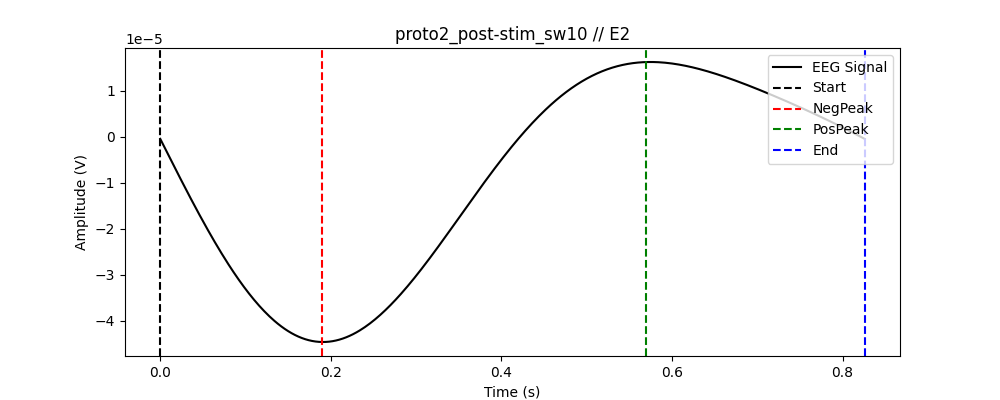 proto2_post-stim_sw10 // E2
1e−5
1
0
−1
−2
−3
−4
Amplitude (V)
0.0
0.2
0.4
0.6
0.8
Time (s)
EEG Signal
Start
NegPeak
PosPeak
End